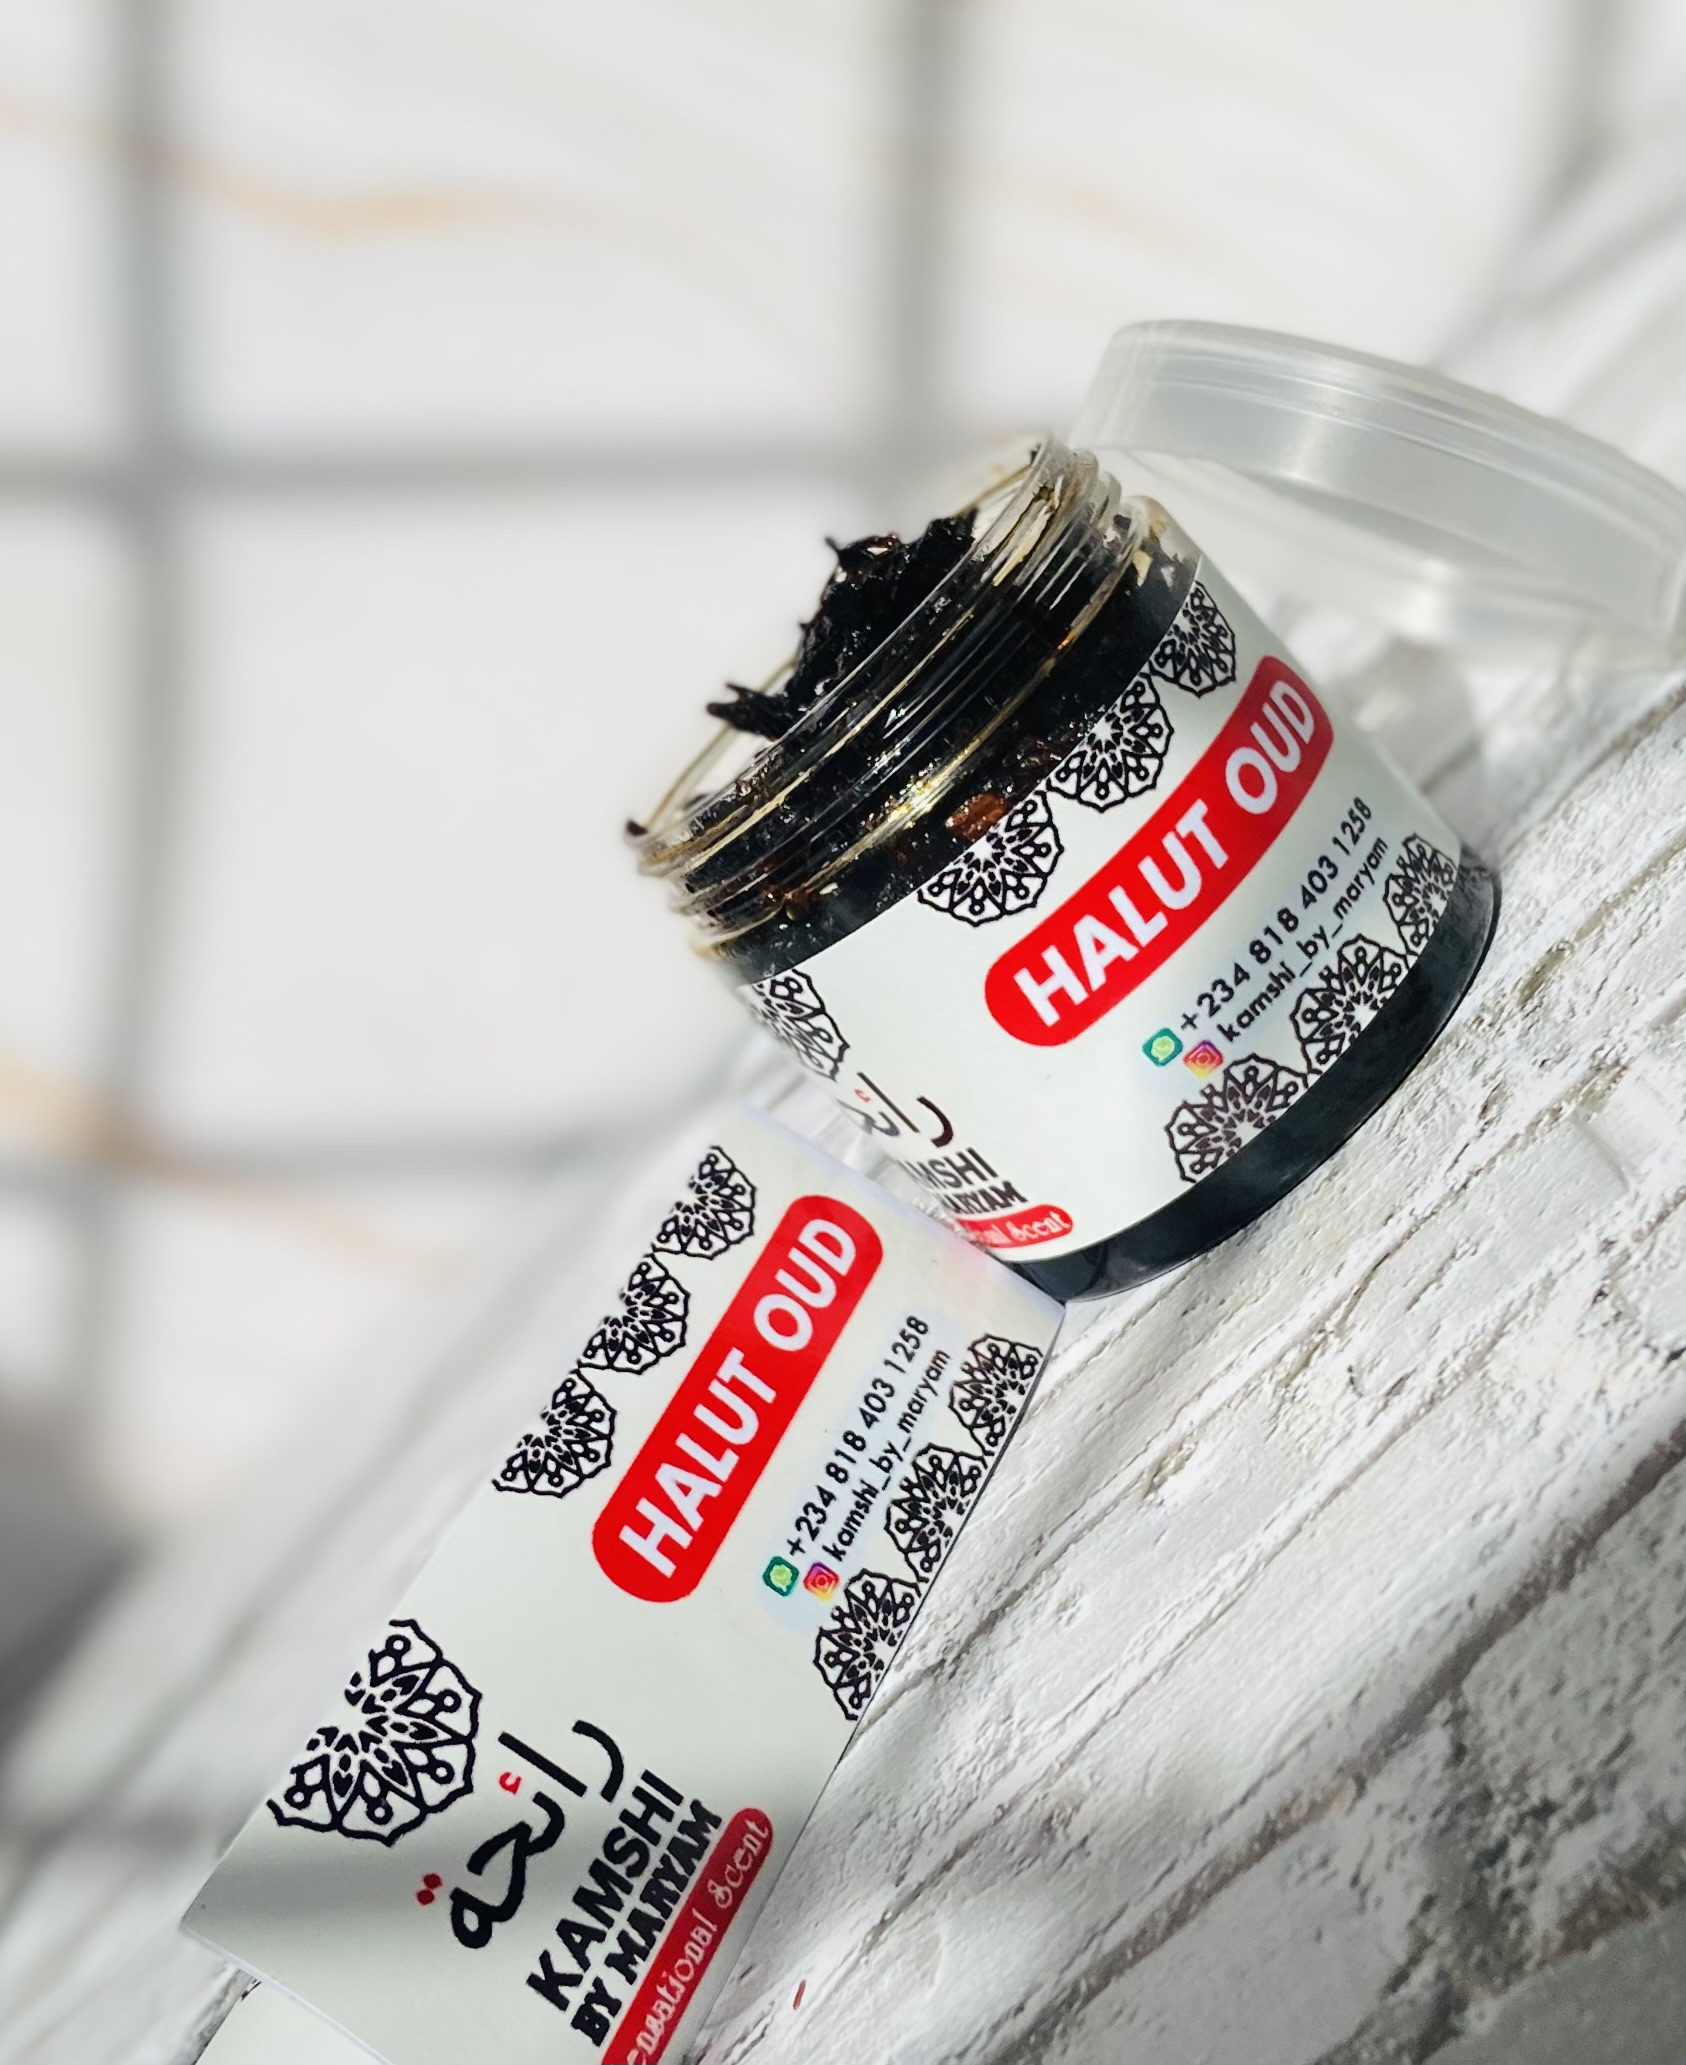 HALUT OUD
+234 818 403 1258
kamshi_by_maryam
Scent
HALUT OUD
+234 818 403 1258
kamshi_by_maryam
رائحة
KAMSHI
BY MARYAM
Scent